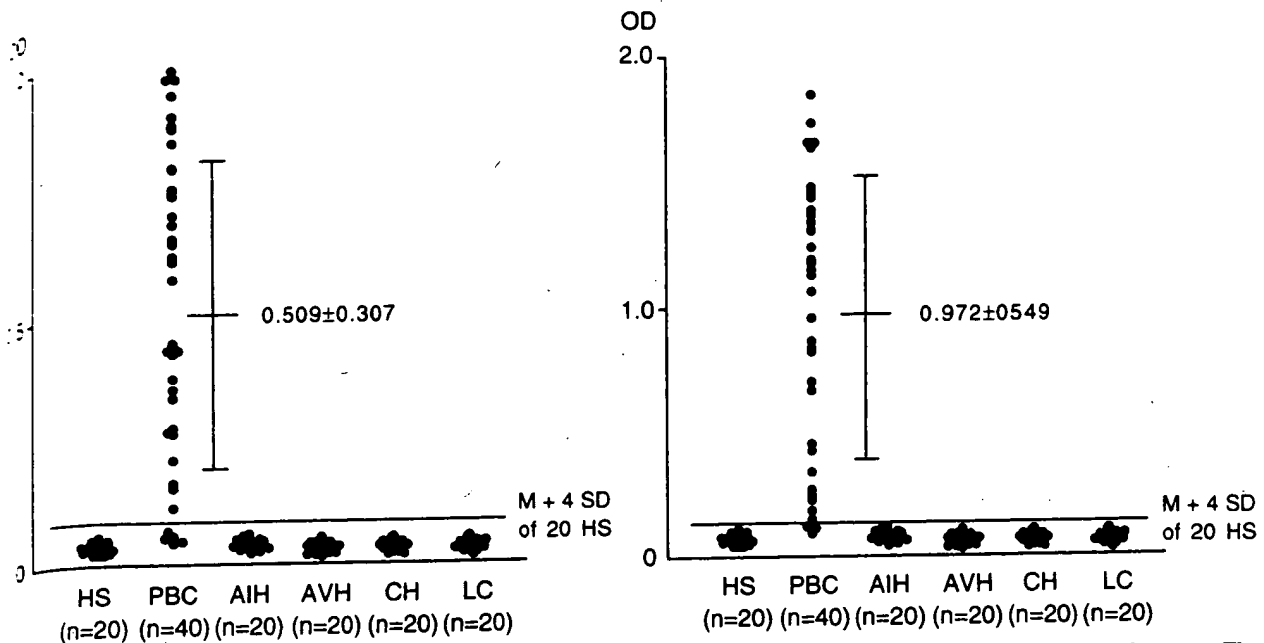 OD
2.0
1.0
0
0.509±0.307
0.972±0549
M + 4 SD
of 20 HS
M + 4 SD
of 20 HS
HS PBC AIH AVH CH LC
(n=20) (n=40) (n=20) (n=20) (n=20) (n=20)
HS PBC AIH AVH CH LC
(n=20) (n=40) (n=20) (n=20) (n=20) (n=20)